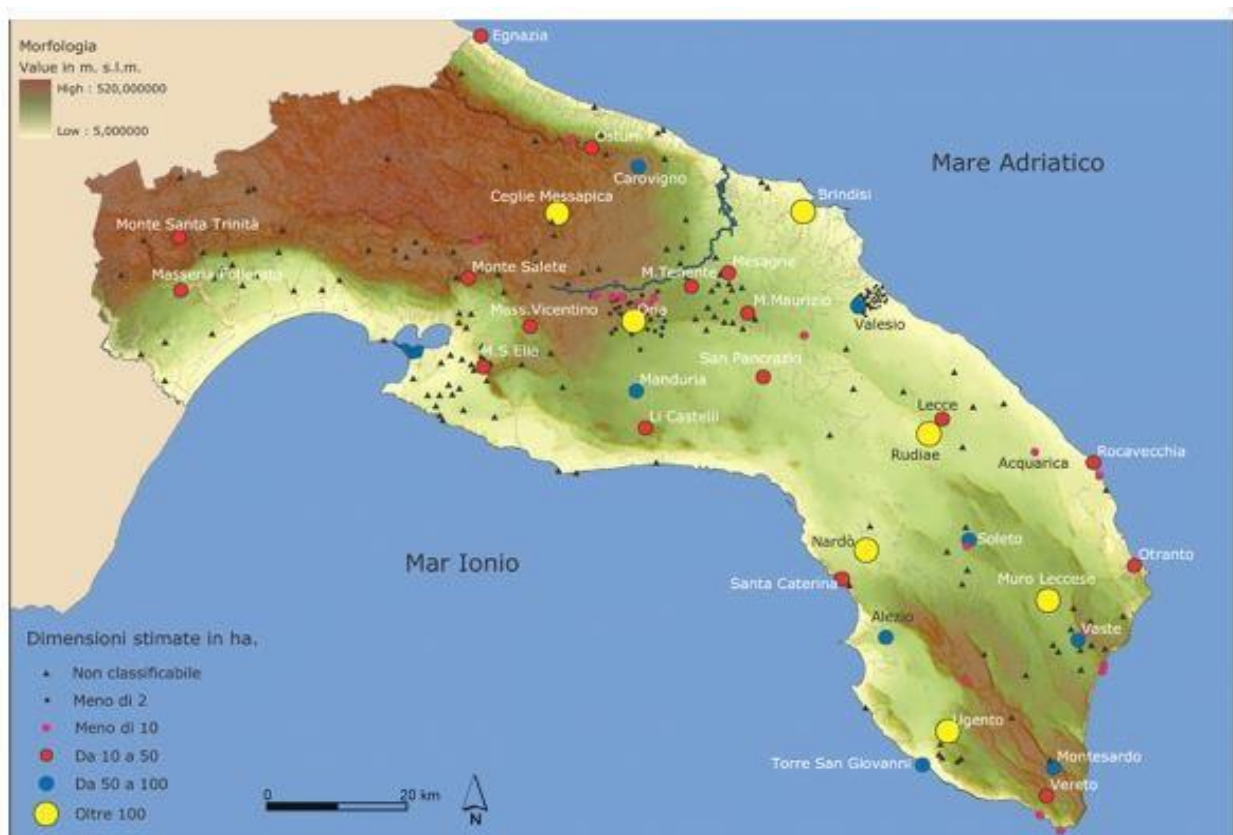 Egnazia
Morfologia
Value in m. s.l.m.
High : 520,000000
Low : 5,000000
Ostuni
Carovigno
Mare Adriatico
Ceglie Messapica
Brindisi
Monte Santa Trinità
Monte Salete
M.Tenente
Mesagne
Mass.Vicentino
Oria
M.Maurizio
Valesio
M.S Elia
San Pancrazio
Manduria
Li Castelli
Lecce
Rudiae
Acquarica
Rocavecchia
Nardò
Soleto
Mar Ionio
Otranto
Santa Caterina
Muro Leccese
Alezio
Vaste
Dimensioni stimate in ha.
Non classificabile
Meno di 2
Meno di 10
Da 10 a 50
Da 50 a 100
Oltre 100
Ugento
Torre San Giovanni
Montesardo
Vereto
0 20 km
N
Masseria